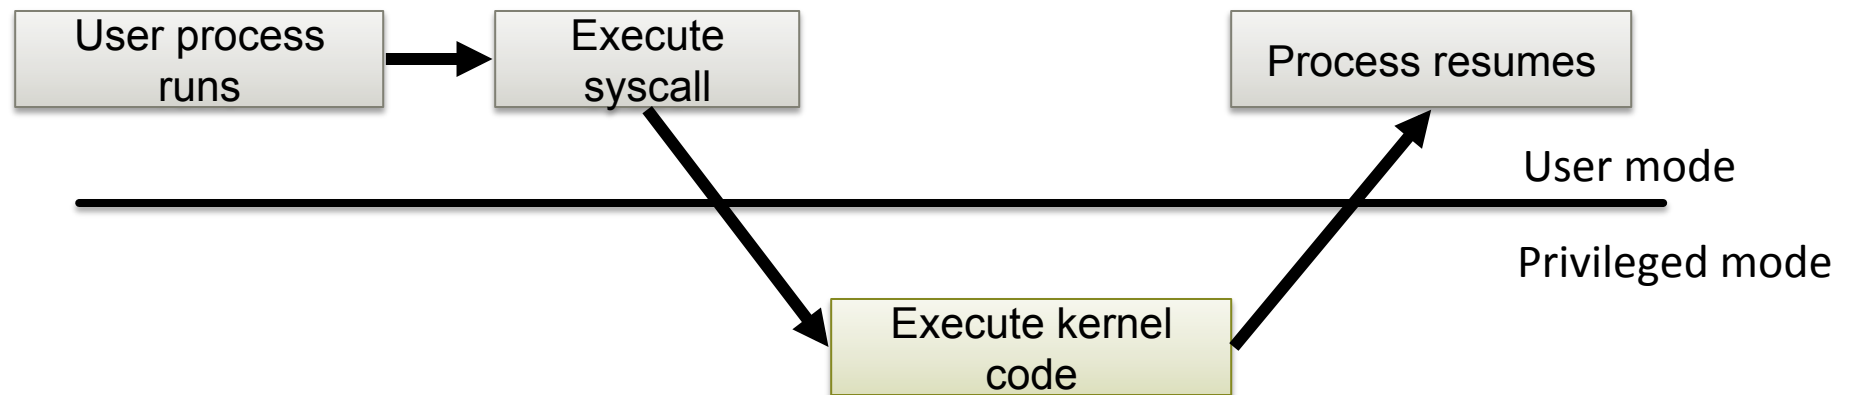 User process
runs
Execute
syscall
Process resumes
User mode
Privileged mode
Execute kernel
code